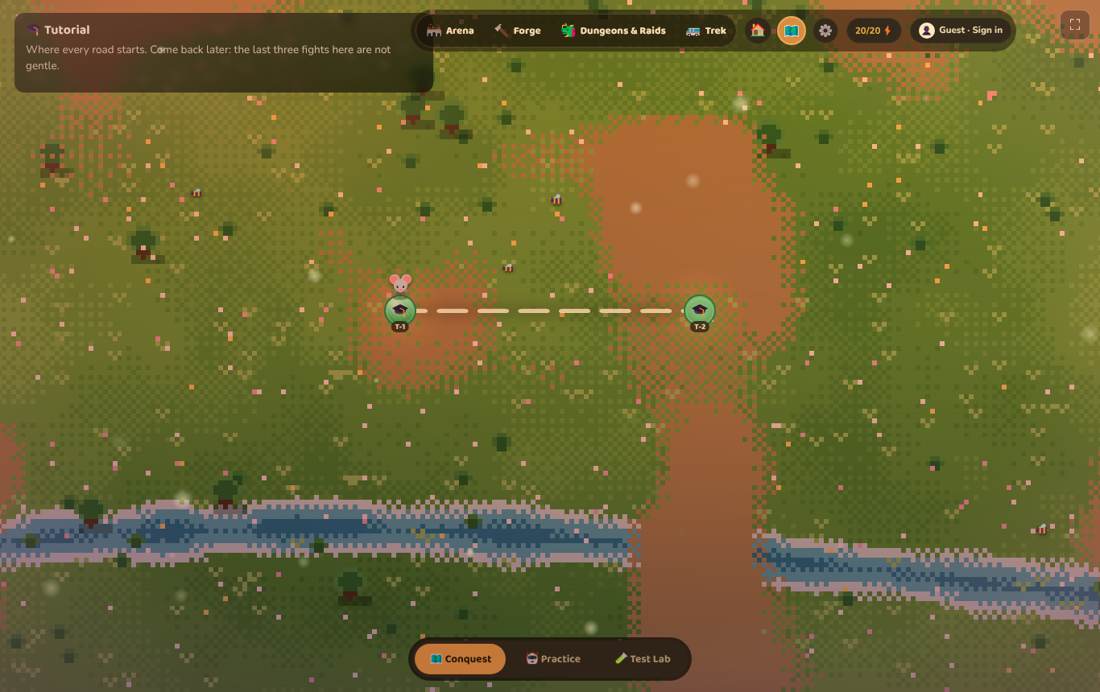 Tutorial
Where every road starts. Come back later: the last three fights here are not
gentle.
Arena
Forge
Dungeons & Raids
Trek
20/20
Guest · Sign in
T-1
T-2
Conquest
Practice
Test Lab